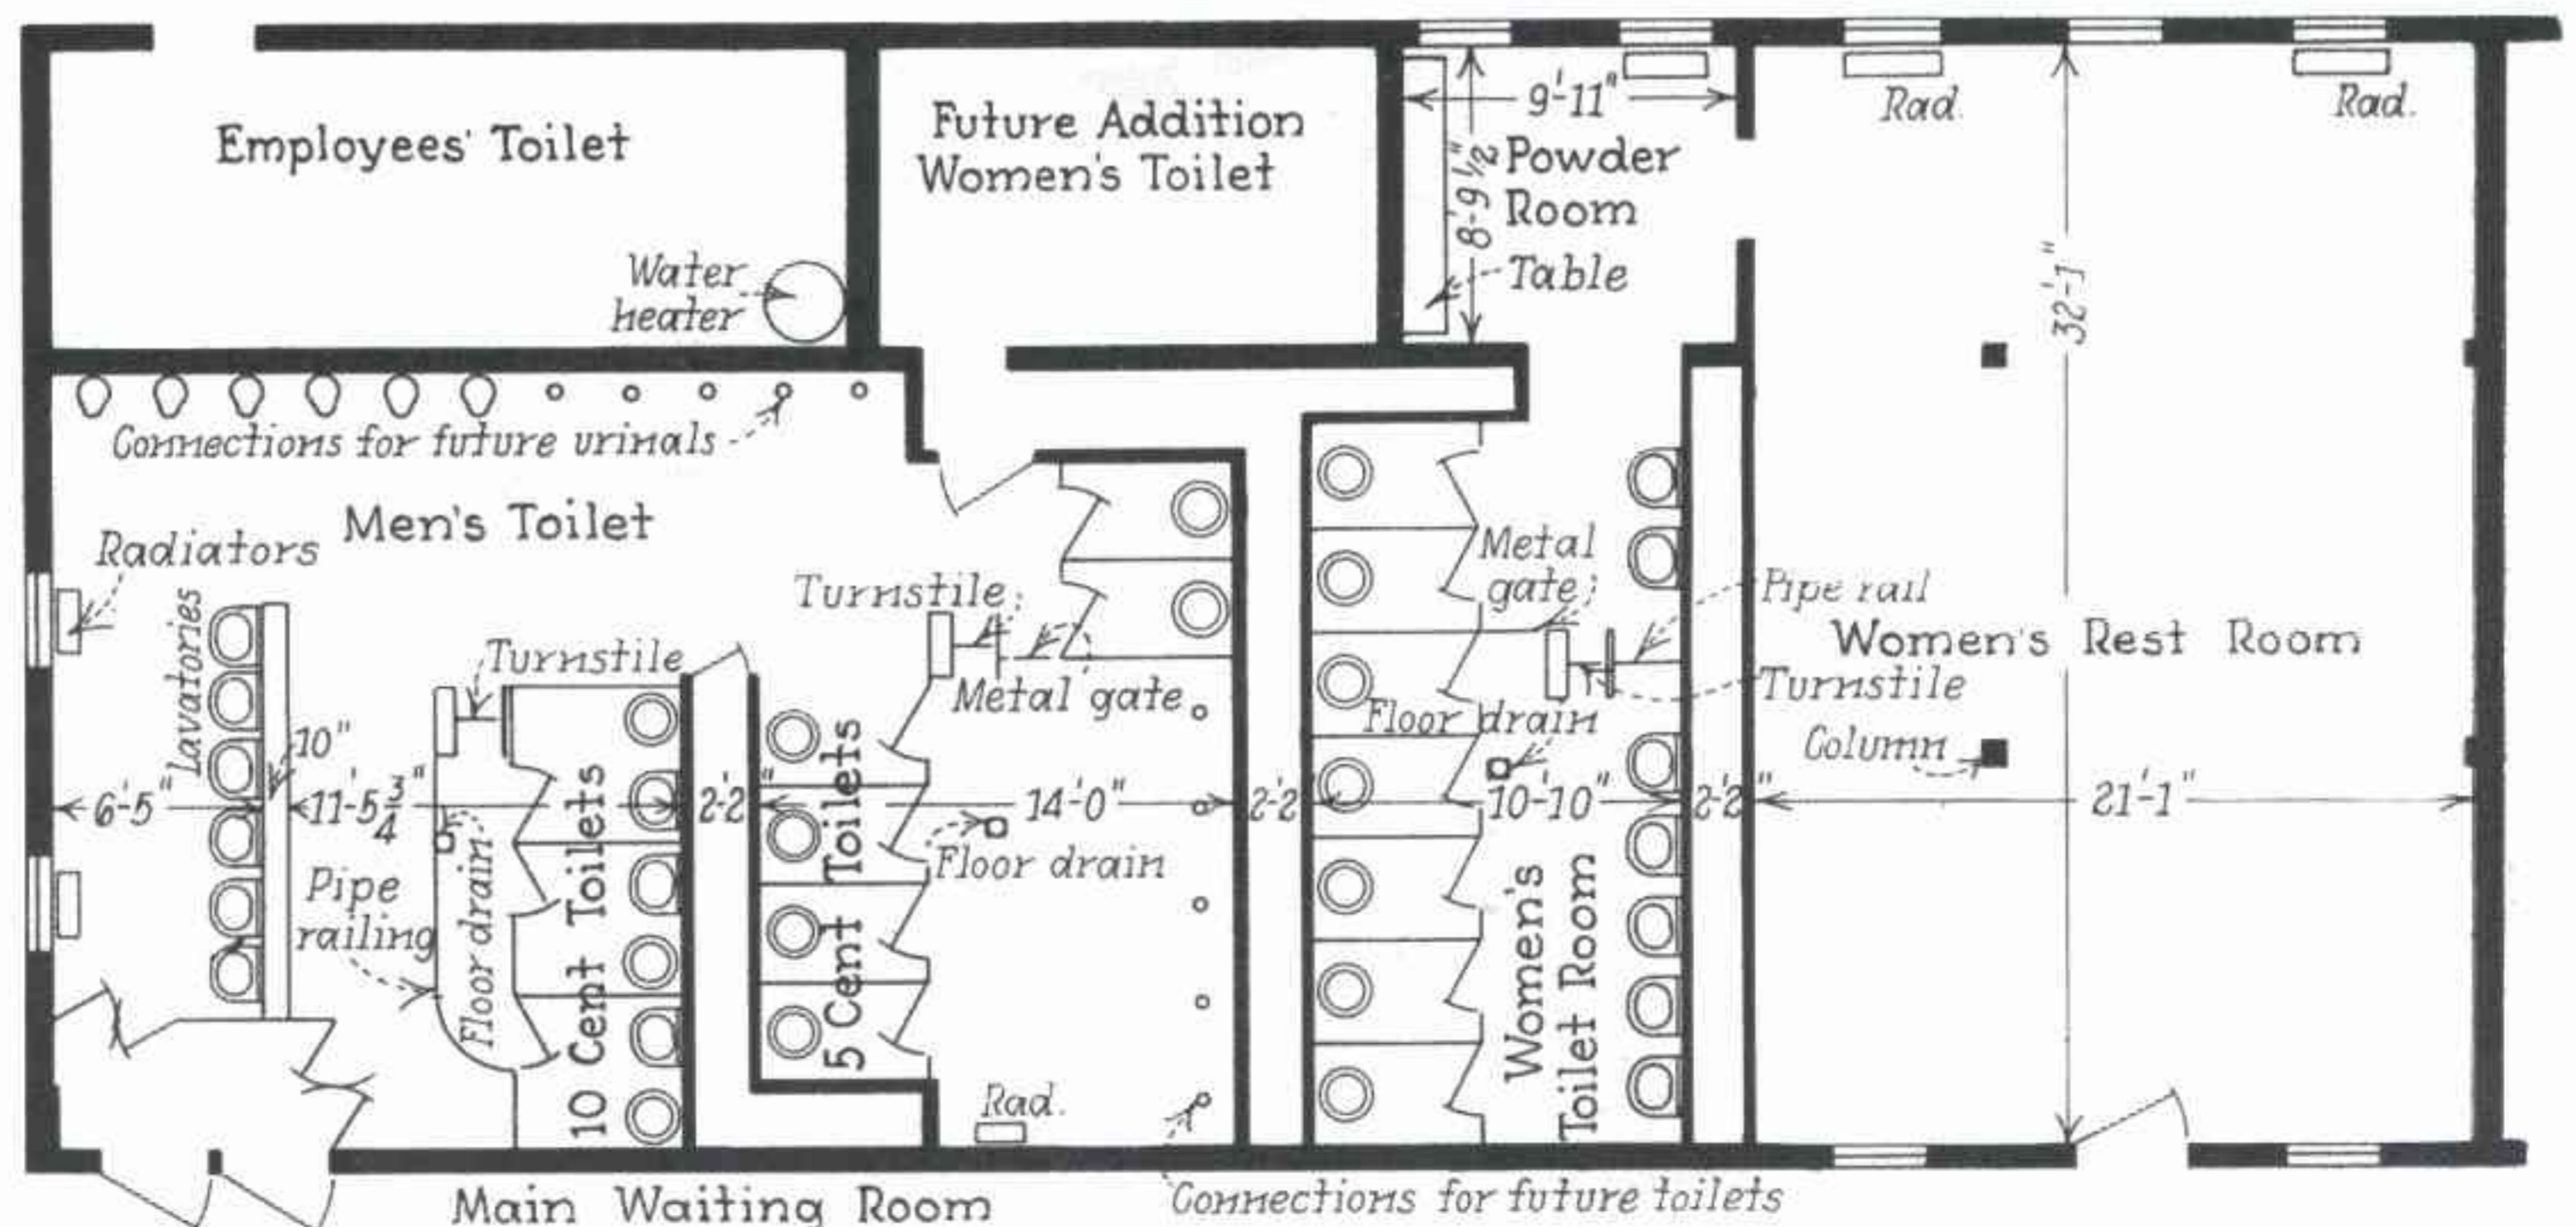 Employees' Toilet
Water
heater
Future Addition
Women's Toilet
9'-11"
8'-9 1/2"
Powder
Room
Table
Rad.
Rad.
32'-1"
Connections for future urinals
Men's Toilet
Radiators
Lavatories
Turnstile
10"
6'-5"
11'-5 3/4"
Pipe
railing
Floor drain
10 Cent Toilets
2'-2"
5 Cent Toilets
Turnstile
Metal gate
14'-0"
Floor drain
Rad.
2'-2"
Metal
gate
Pipe rail
Turnstile
Floor drain
10'-10"
2'-2"
Women's
Toilet Room
Women's Rest Room
Column
21'-1"
Main Waiting Room
Connections for future toilets